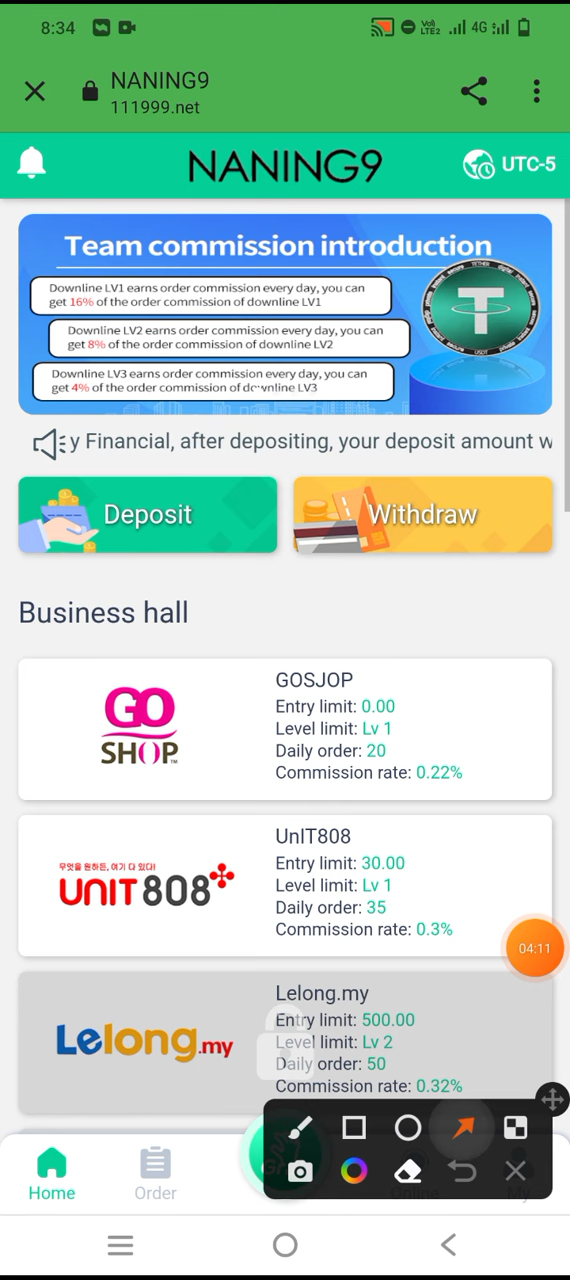 8:34
VoJ LTE2 4G
NANING9
111999.net
NANING9
UTC-5
Team commission introduction
Downline LV1 earns order commission every day, you can
get 16% of the order commission of downline LV1
Downline LV2 earns order commission every day, you can
get 8% of the order commission of downline LV2
Downline LV3 earns order commission every day, you can
get 4% of the order commission of downline LV3
TETHER
USDT
y Financial, after depositing, your deposit amount w
Deposit
Withdraw
Business hall
GO
SHOP
TM
GOSJOP
Entry limit: 0.00
Level limit: Lv 1
Daily order: 20
Commission rate: 0.22%
무엇을 원하든, 여기 다 있다!
UNIT808
UnIT808
Entry limit: 30.00
Level limit: Lv 1
Daily order: 35
Commission rate: 0.3%
04:11
Lelong.my
Lelong.my
Entry limit: 500.00
Level limit: Lv 2
Daily order: 50
Commission rate: 0.32%
Home
Order
My